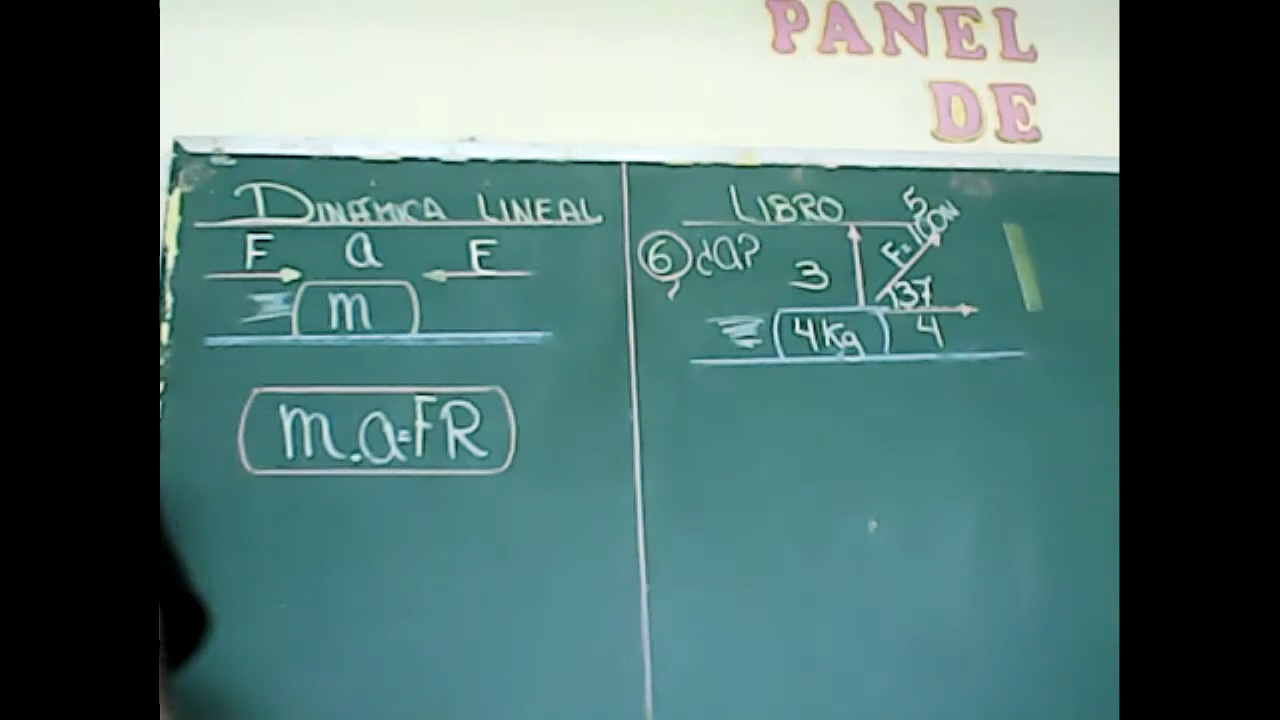 PANEL
DE
DINÁMICA LINEAL
F a F
m
m.a=FR
LIBRO
6 ¿a?
3
F=100N
5
37
4Kg
4